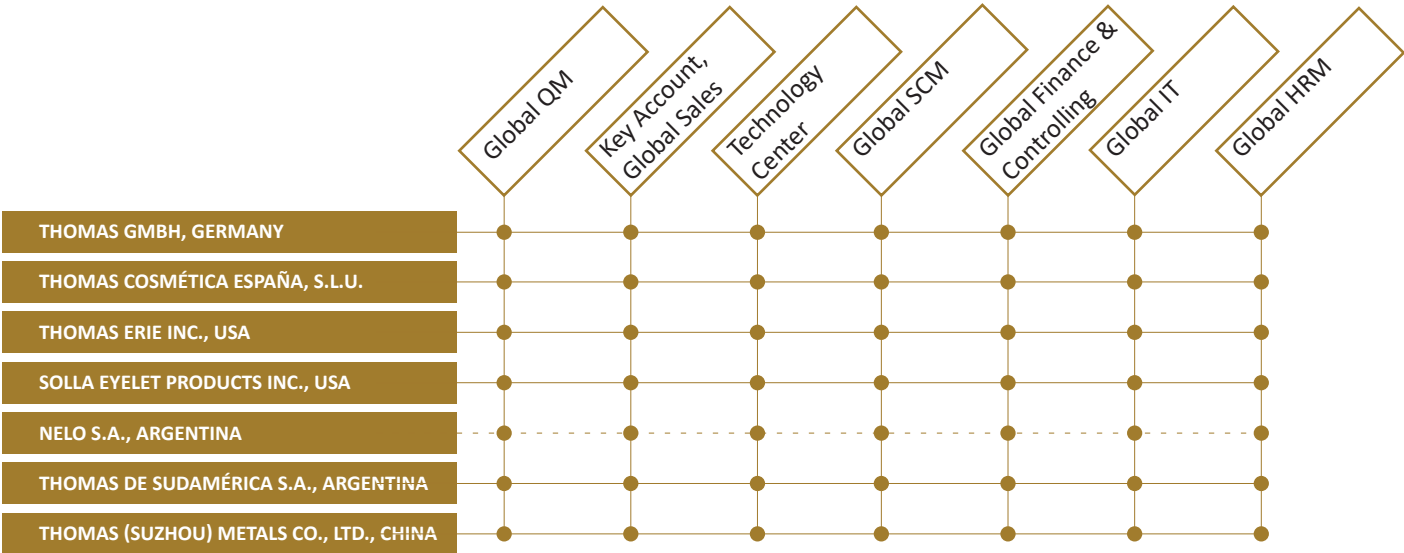 Global QM
Key Account,
Global Sales
Technology
Center
Global SCM
Global Finance &
Controlling
Global IT
Global HRM
THOMAS GMBH, GERMANY
THOMAS COSMÉTICA ESPAÑA, S.L.U.
THOMAS ERIE INC., USA
SOLLA EYELET PRODUCTS INC., USA
NELO S.A., ARGENTINA
THOMAS DE SUDAMÉRICA S.A., ARGENTINA
THOMAS (SUZHOU) METALS CO., LTD., CHINA